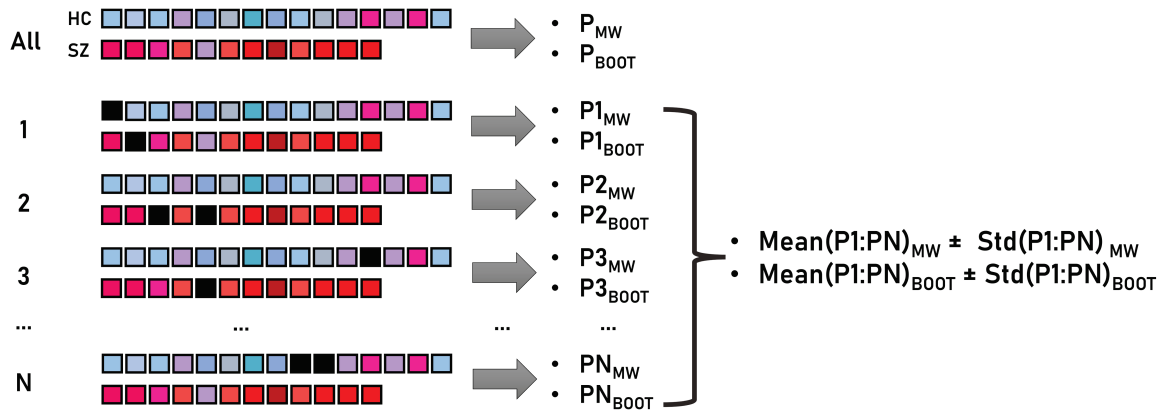 All
HC
SZ
• P_MW
• P_BOOT
1
• P1_MW
• P1_BOOT
2
• P2_MW
• P2_BOOT
3
• P3_MW
• P3_BOOT
... ... ... ...
N
• PN_MW
• PN_BOOT
• Mean(P1:PN)_MW ± Std(P1:PN)_MW
• Mean(P1:PN)_BOOT ± Std(P1:PN)_BOOT